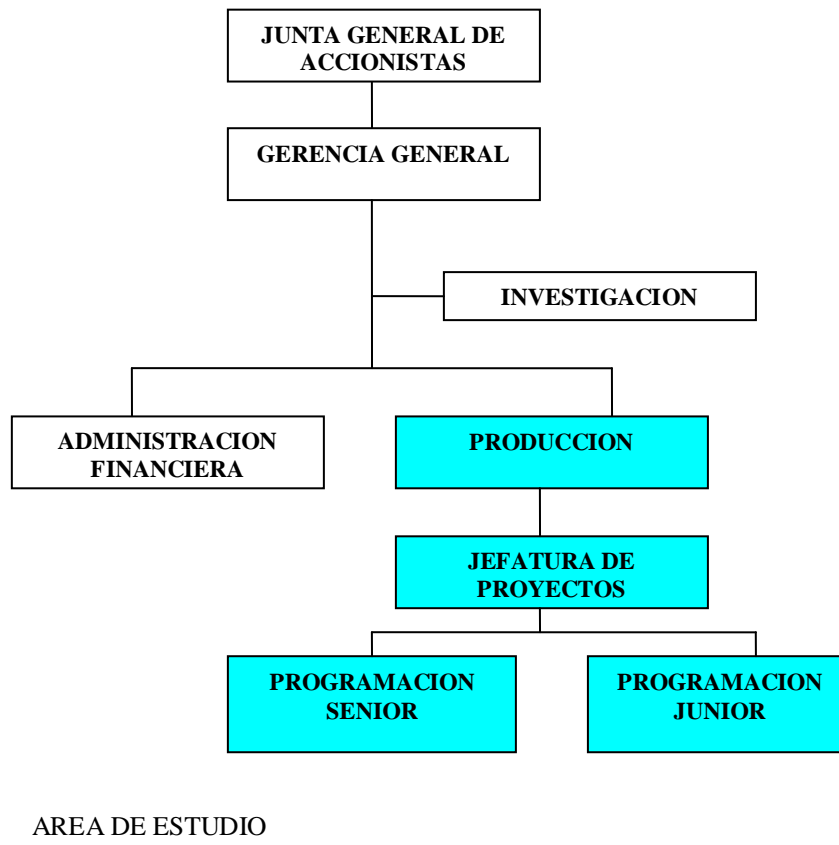 JUNTA GENERAL DE
ACCIONISTAS
GERENCIA GENERAL
INVESTIGACION
ADMINISTRACION
FINANCIERA
PRODUCCION
JEFATURA DE
PROYECTOS
PROGRAMACION
SENIOR
PROGRAMACION
JUNIOR
AREA DE ESTUDIO